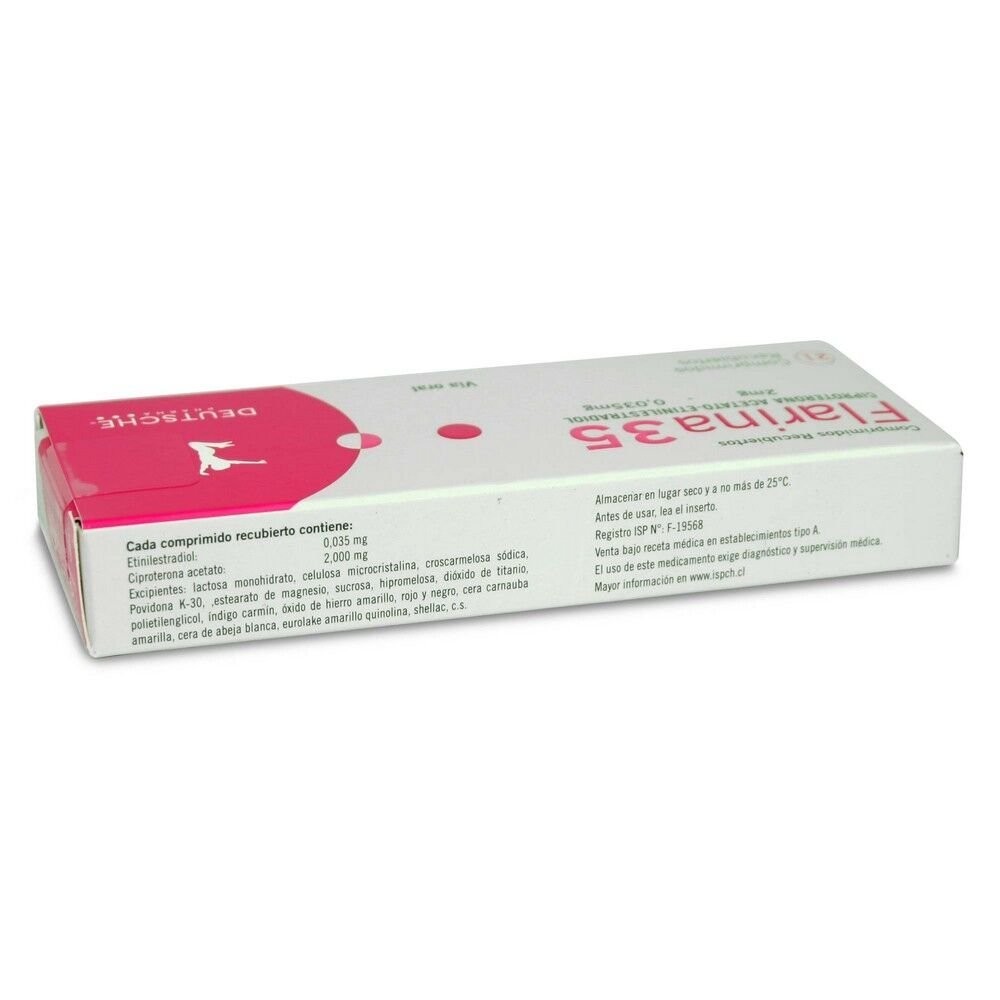 21 Comprimidos
Recubiertos
Comprimidos Recubiertos
Flarina 35
CIPROTERONA ACETATO-ETINILESTRADIOL
2mg 0,035mg
Vía oral
DEUTSCHE
Cada comprimido recubierto contiene:
Etinilestradiol: 0,035 mg
Ciproterona acetato: 2,000 mg
Excipientes: lactosa monohidrato, celulosa microcristalina, croscarmelosa sódica,
Povidona K-30, ,estearato de magnesio, sucrosa, hipromelosa, dióxido de titanio,
polietilenglicol, índigo carmín, óxido de hierro amarillo, rojo y negro, cera carnauba
amarilla, cera de abeja blanca, eurolake amarillo quinolina, shellac, c.s.
Almacenar en lugar seco y a no más de 25°C.
Antes de usar, lea el inserto.
Registro ISP N°: F-19568
Venta bajo receta médica en establecimientos tipo A.
El uso de este medicamento exige diagnóstico y supervisión médica.
Mayor información en www.ispch.cl